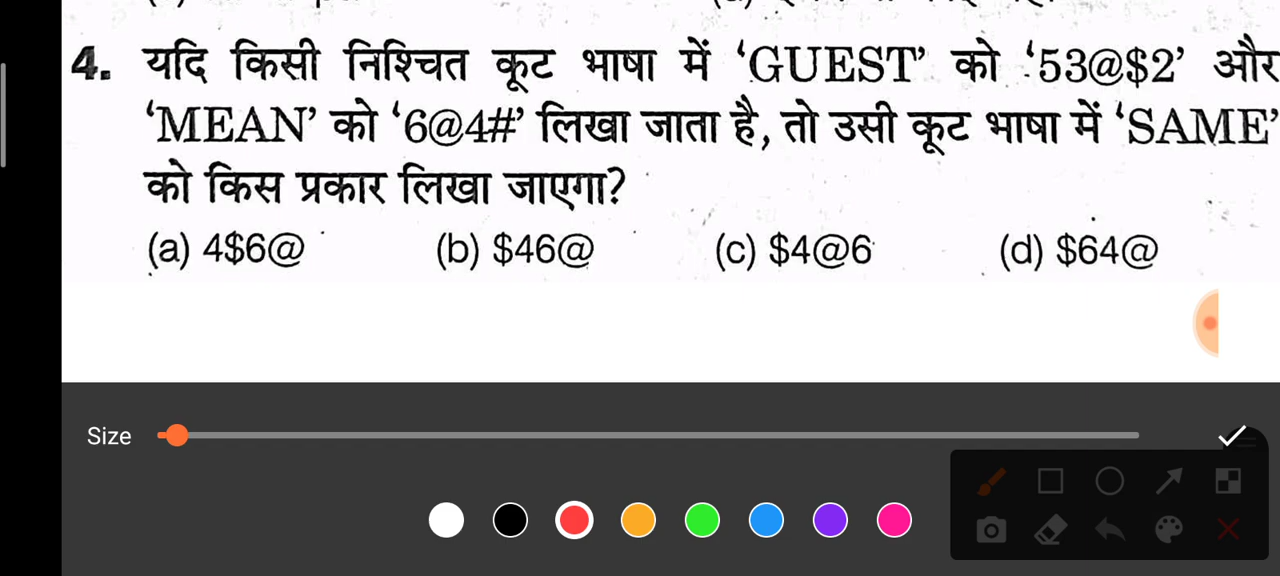 4. यदि किसी निश्चित कूट भाषा में ‘GUEST’ को ‘53@$2’ और
‘MEAN’ को ‘6@4#’ लिखा जाता है, तो उसी कूट भाषा में ‘SAME’
को किस प्रकार लिखा जाएगा?
(a) 4$6@ (b) $46@ (c) $4@6 (d) $64@
Size